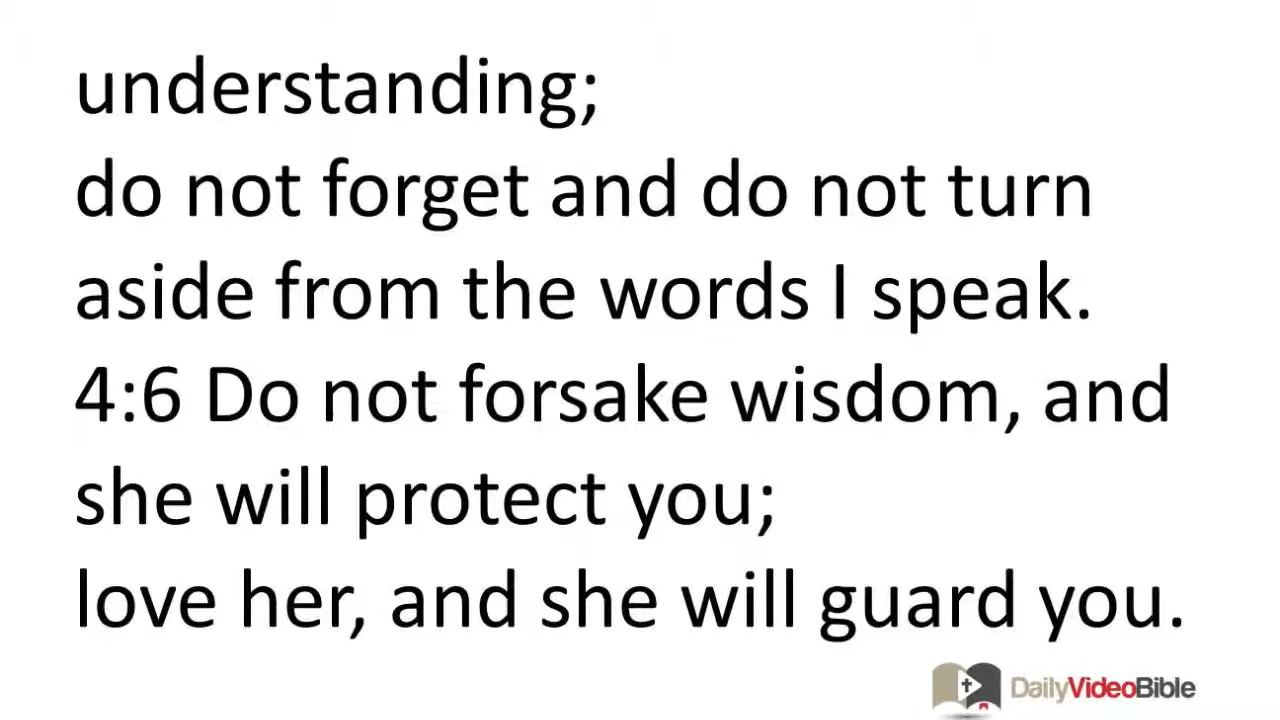 understanding;
do not forget and do not turn
aside from the words I speak.
4:6 Do not forsake wisdom, and
she will protect you;
love her, and she will guard you.
DailyVideoBible